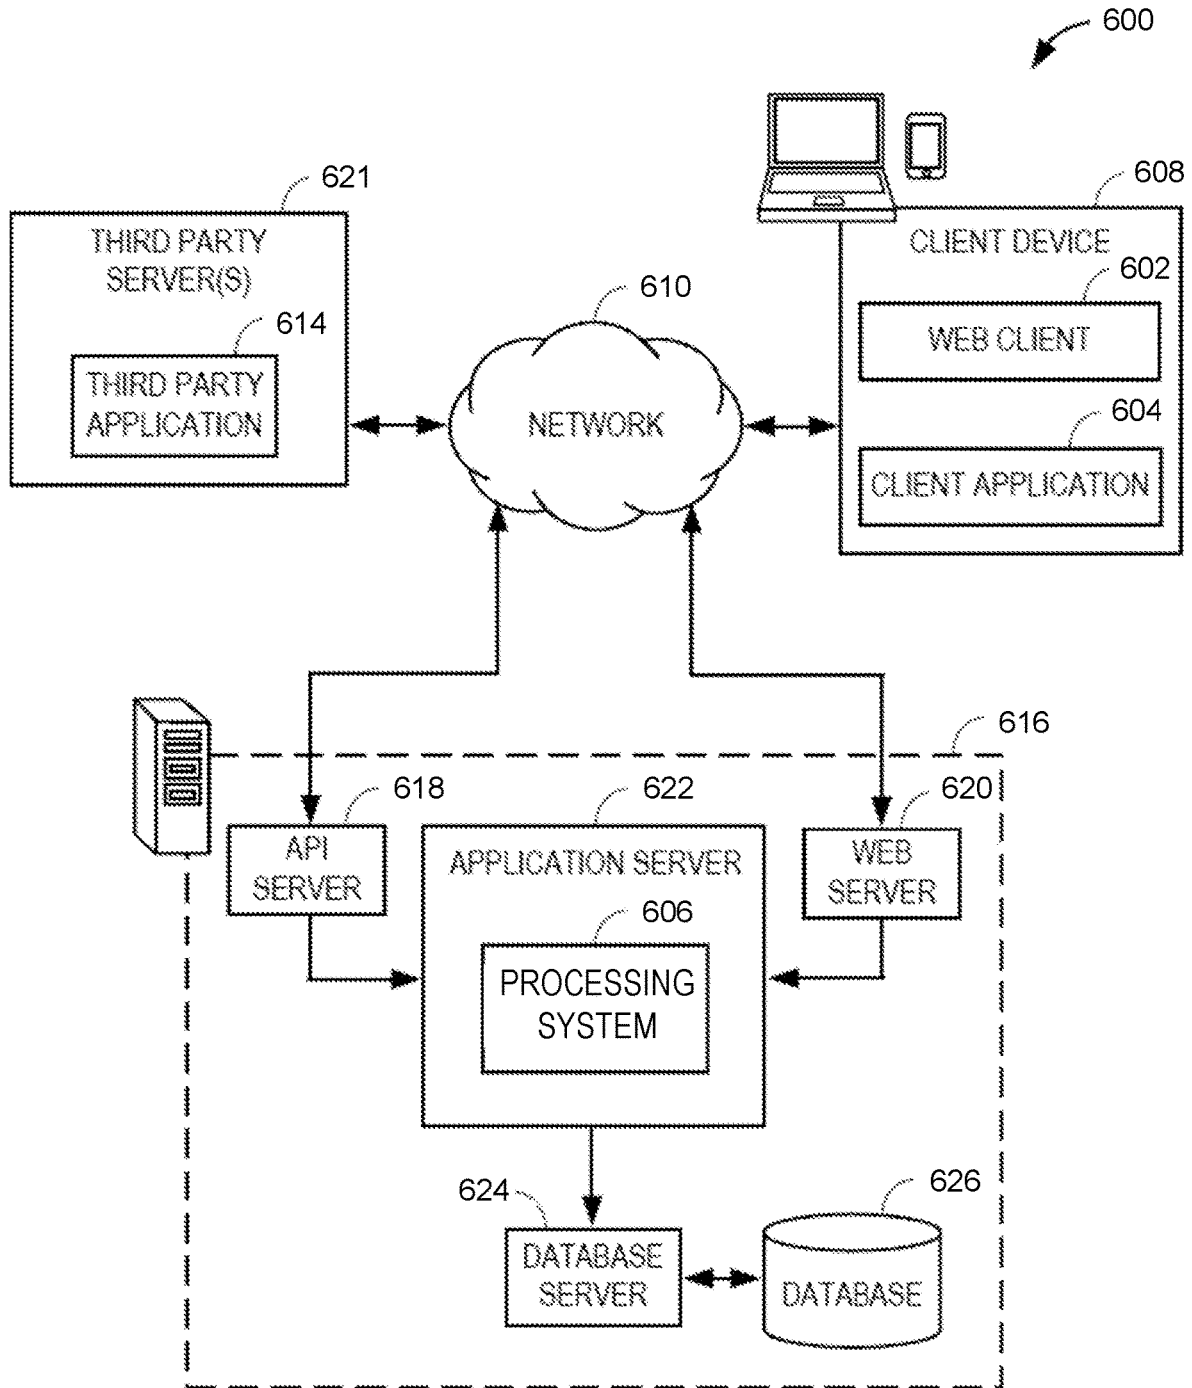 600
621
THIRD PARTY
SERVER(S)
614
THIRD PARTY
APPLICATION
610
NETWORK
608
CLIENT DEVICE
602
WEB CLIENT
604
CLIENT APPLICATION
616
618
API
SERVER
622
APPLICATION SERVER
606
PROCESSING
SYSTEM
620
WEB
SERVER
624
DATABASE
SERVER
626
DATABASE